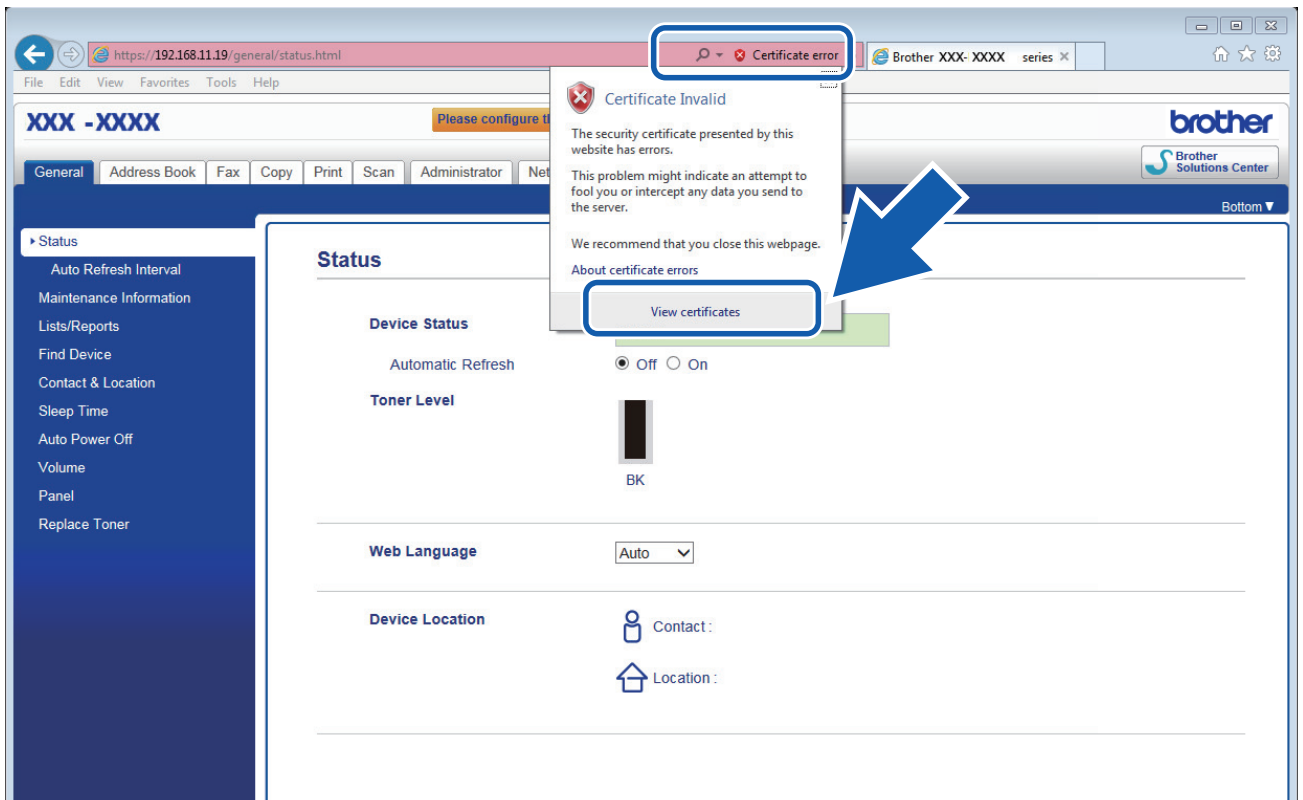 https://192.168.11.19/general/status.html
Certificate error
Brother XXX- XXXX series
File Edit View Favorites Tools Help
Certificate Invalid
The security certificate presented by this
website has errors.
This problem might indicate an attempt to
fool you or intercept any data you send to
the server.
We recommend that you close this webpage.
About certificate errors
View certificates
XXX -XXXX
Please configure
brother
General Address Book Fax Copy Print Scan Administrator Net
Brother
Solutions Center
Bottom▼
Status
Auto Refresh Interval
Maintenance Information
Lists/Reports
Find Device
Contact & Location
Sleep Time
Auto Power Off
Volume
Panel
Replace Toner
Status
Device Status
Automatic Refresh Off On
Toner Level
BK
Web Language Auto
Device Location Contact :
Location :